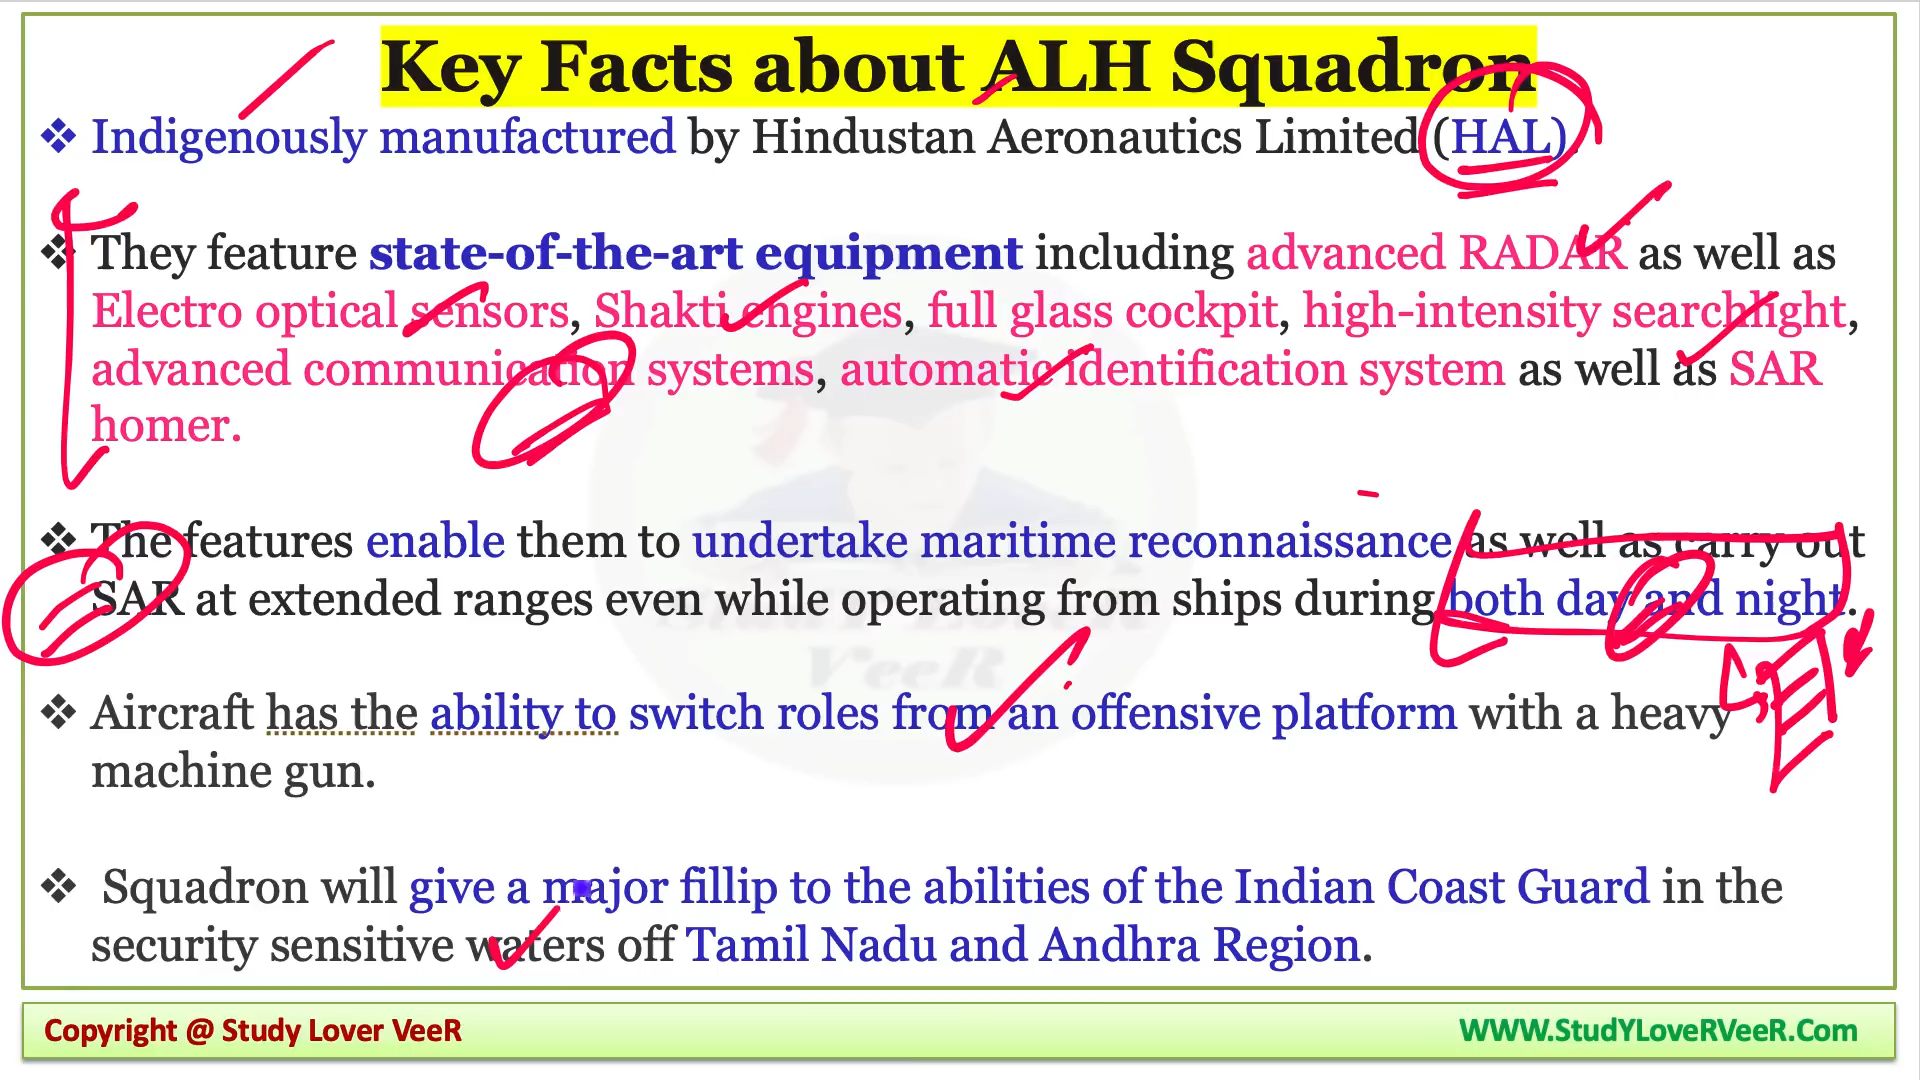 Key Facts about ALH Squadron
❖ Indigenously manufactured by Hindustan Aeronautics Limited (HAL).
❖ They feature state-of-the-art equipment including advanced RADAR as well as
Electro optical sensors, Shakti engines, full glass cockpit, high-intensity searchlight,
advanced communication systems, automatic identification system as well as SAR
homer.
❖ The features enable them to undertake maritime reconnaissance as well as carry out
SAR at extended ranges even while operating from ships during both day and night.
❖ Aircraft has the ability to switch roles from an offensive platform with a heavy
machine gun.
❖ Squadron will give a major fillip to the abilities of the Indian Coast Guard in the
security sensitive waters off Tamil Nadu and Andhra Region.
Study LoveR
VeeR
Copyright @ Study Lover VeeR
WWW.StudYLoveRVeeR.Com